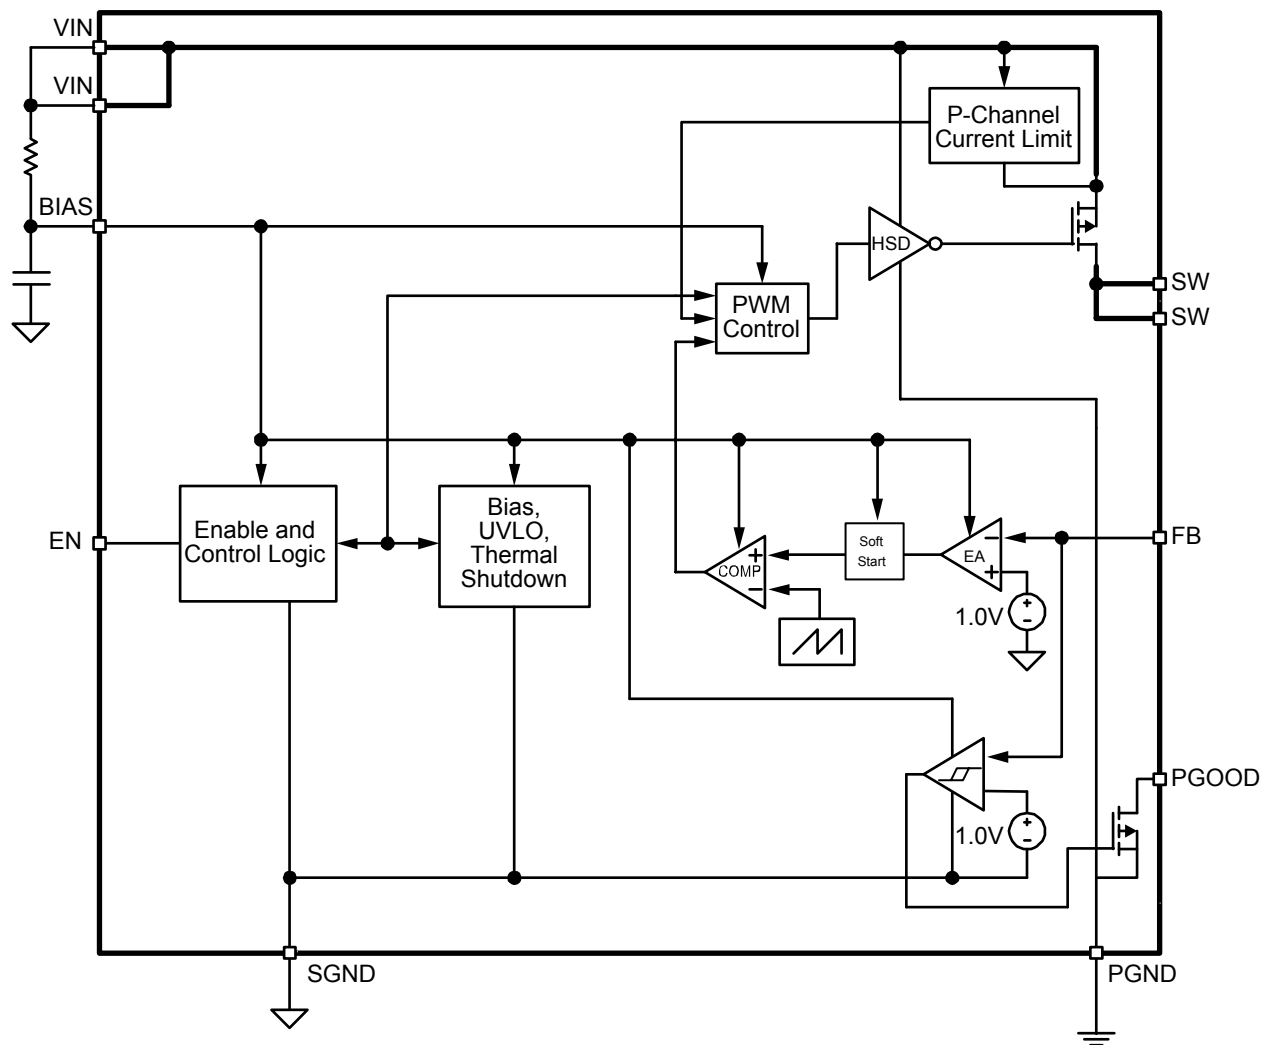 VIN
VIN
P-Channel
Current Limit
BIAS
HSD
SW
PWM
Control
SW
Enable and
Control Logic
Bias,
UVLO,
Thermal
Shutdown
EN
Soft
Start
COMP
+
−
EA
−
+
FB
1.0V
+
−
PGOOD
1.0V
+
−
SGND
PGND